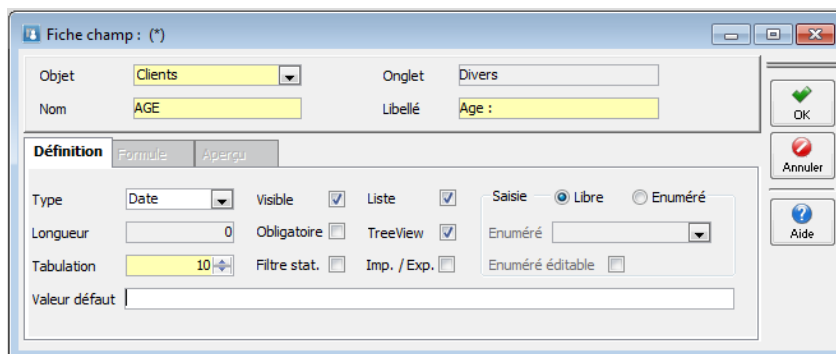 Fiche champ : (*)
Objet Clients Onglet Divers
Nom AGE Libellé Age :
OK
Annuler
Aide
Définition Formule Aperçu
Type Date Visible Liste Saisie Libre Enuméré
Longueur 0 Obligatoire TreeView Enuméré
Tabulation 10 Filtre stat. Imp. / Exp. Enuméré éditable
Valeur défaut